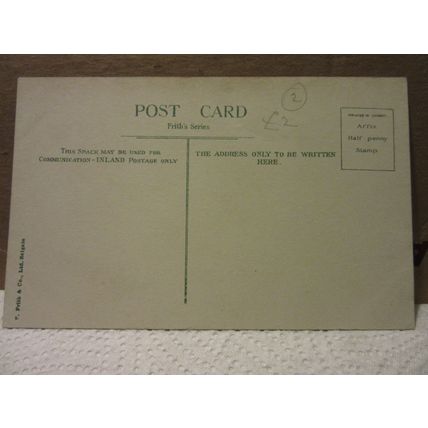 POST CARD
Frith's Series
2
£2
THIS SPACE MAY BE USED FOR
COMMUNICATION - INLAND POSTAGE ONLY
THE ADDRESS ONLY TO BE WRITTEN
HERE.
Affix
Half penny
Stamp
F. Frith & Co., Ltd. Reigate